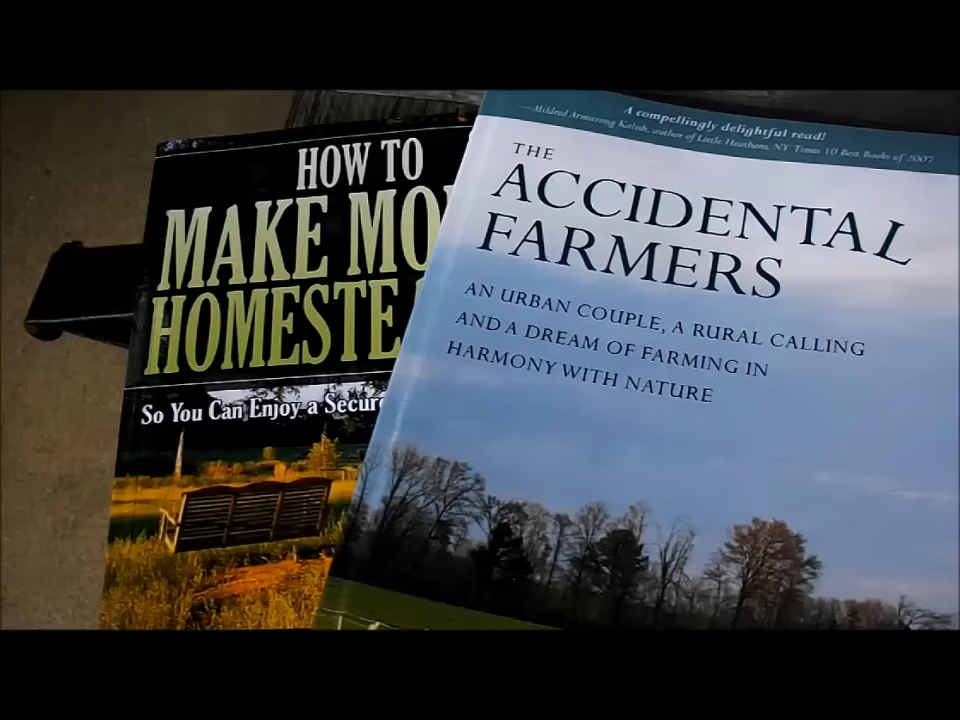 HOW TO
MAKE MO
HOMESTE
So You Can Enjoy a Secure
A compellingly delightful read!
—Mildred Armstrong Kalish, author of Little Heathens, NY Times 10 Best Books of 2007
THE
ACCIDENTAL
FARMERS
AN URBAN COUPLE, A RURAL CALLING
AND A DREAM OF FARMING IN
HARMONY WITH NATURE